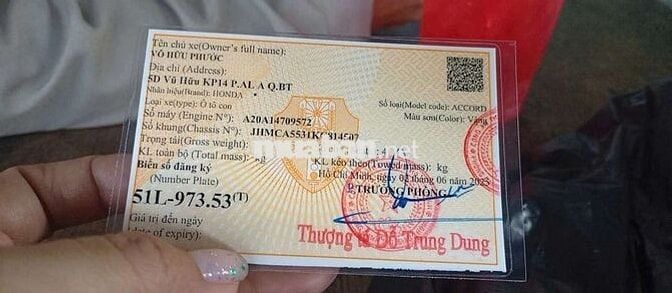 Tên chủ xe(Owner's full name):
VÕ HỮU PHƯỚC
Địa chỉ (Address):
5D Vũ Hữu KP14 P.AL A Q.BT
Nhãn hiệu(Brand): HONDA
Số loại(Model code): ACCORD
Loại xe(type): Ô tô con
Màu sơn(Color): Vàng
Số máy (Engine N°): A20A14709572
Số khung(Chassis N°):
Trọng tải(Gross weight):
KL toàn bộ (Total mass): kg
KL kéo theo(Towed mass): kg
Biển số đăng ký
(Number Plate)
Hồ Chí Minh, ngày 02 tháng 06 năm 2023
P.TRƯỞNG PHÒNG
51L-973.53(T)
Giá trị đến ngày
(date of expiry):
Thượng tá Đỗ Trung Dung